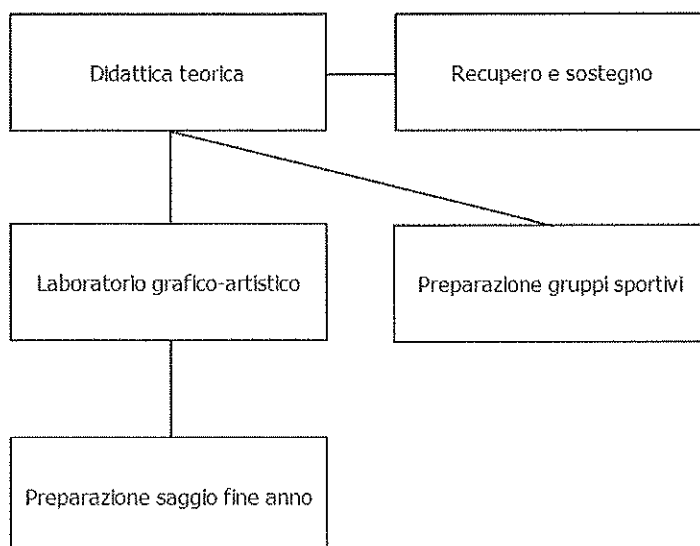 Didattica teorica
Recupero e sostegno
Laboratorio grafico-artistico
Preparazione gruppi sportivi
Preparazione saggio fine anno